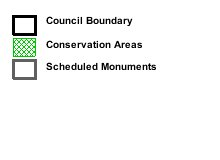 Council Boundary
Conservation Areas
Scheduled Monuments